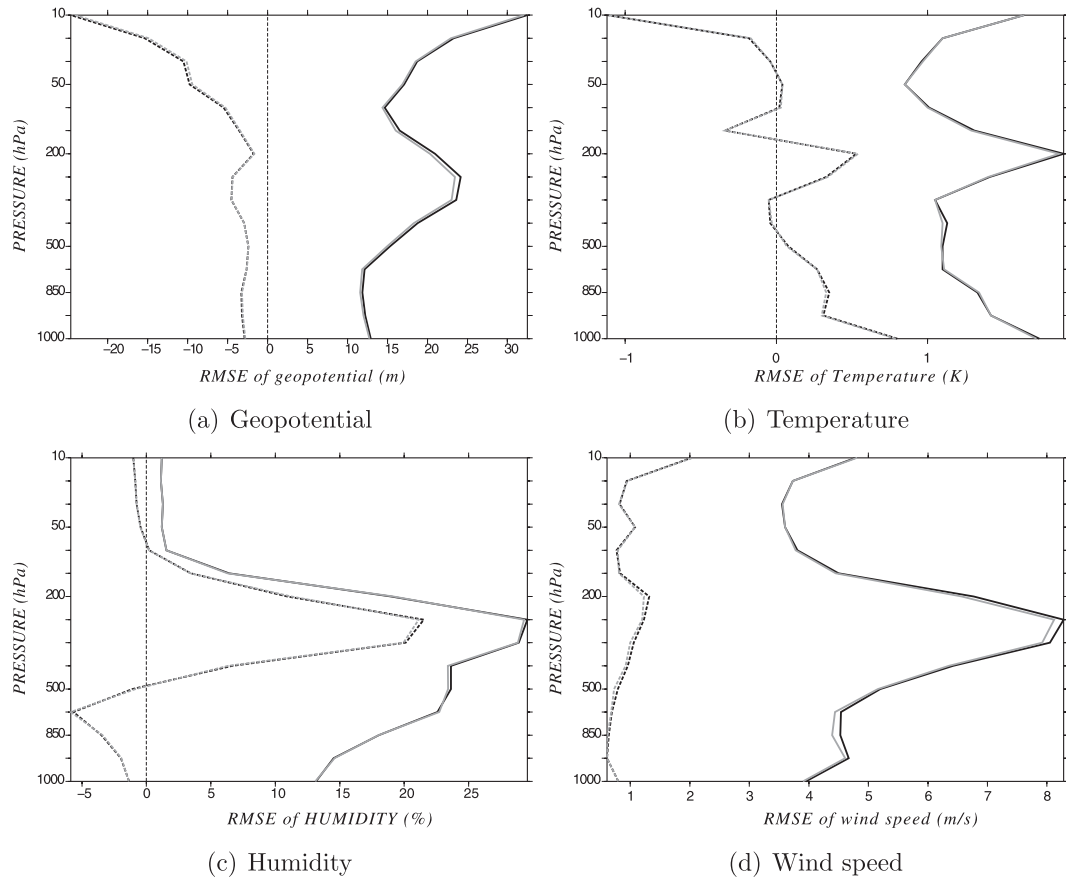 10
50
200
500
850
1000
PRESSURE (hPa)
−20 −15 −10 −5 0 5 10 15 20 25 30
RMSE of geopotential (m)
(a) Geopotential
10
50
200
500
850
1000
PRESSURE (hPa)
−1 0 1
RMSE of Temperature (K)
(b) Temperature
10
50
200
500
850
1000
PRESSURE (hPa)
−5 0 5 10 15 20 25
RMSE of HUMIDITY (%)
(c) Humidity
10
50
200
500
850
1000
PRESSURE (hPa)
1 2 3 4 5 6 7 8
RMSE of wind speed (m/s)
(d) Wind speed